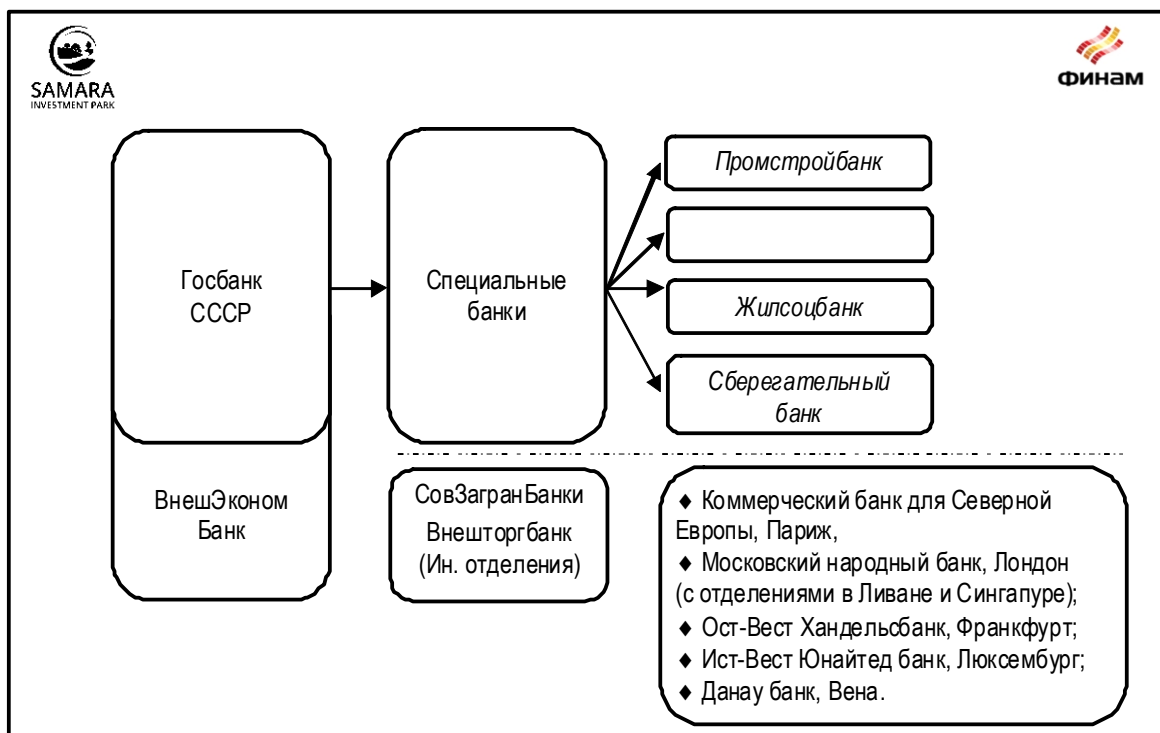 SAMARA
INVESTMENT PARK
ФИНАМ
Госбанк
СССР
Специальные
банки
Промстройбанк
Жилсоцбанк
Сберегательный
банк
ВнешЭконом
Банк
СовЗагранБанки
Внешторгбанк
(Ин. отделения)
♦ Коммерческий банк для Северной
Европы, Париж,
♦ Московский народный банк, Лондон
(с отделениями в Ливане и Сингапуре);
♦ Ост-Вест Хандельсбанк, Франкфурт;
♦ Ист-Вест Юнайтед банк, Люксембург;
♦ Данау банк, Вена.